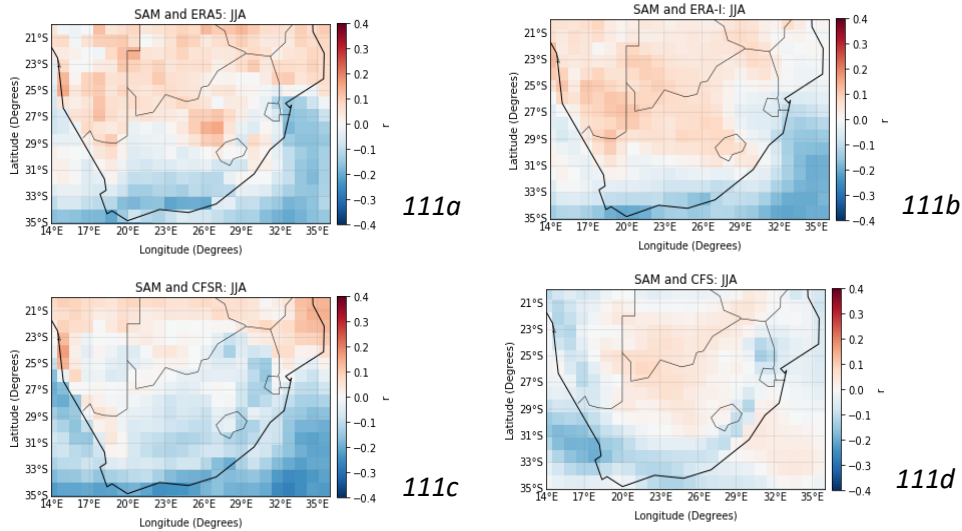 SAM and ERA5: JJA
21°S
23°S
25°S
27°S
29°S
31°S
33°S
35°S
14°E 17°E 20°E 23°E 26°E 29°E 32°E 35°E
Latitude (Degrees)
Longitude (Degrees)
0.4
0.3
0.2
0.1
0.0
−0.1
−0.2
−0.3
−0.4
r
111a
SAM and ERA-I: JJA
21°S
23°S
25°S
27°S
29°S
31°S
33°S
35°S
14°E 17°E 20°E 23°E 26°E 29°E 32°E 35°E
Latitude (Degrees)
Longitude (Degrees)
0.4
0.3
0.2
0.1
0.0
−0.1
−0.2
−0.3
−0.4
r
111b
SAM and CFSR: JJA
21°S
23°S
25°S
27°S
29°S
31°S
33°S
35°S
14°E 17°E 20°E 23°E 26°E 29°E 32°E 35°E
Latitude (Degrees)
Longitude (Degrees)
0.4
0.3
0.2
0.1
0.0
−0.1
−0.2
−0.3
−0.4
r
111c
SAM and CFS: JJA
21°S
23°S
25°S
27°S
29°S
31°S
33°S
35°S
14°E 17°E 20°E 23°E 26°E 29°E 32°E 35°E
Latitude (Degrees)
Longitude (Degrees)
0.4
0.3
0.2
0.1
0.0
−0.1
−0.2
−0.3
−0.4
r
111d